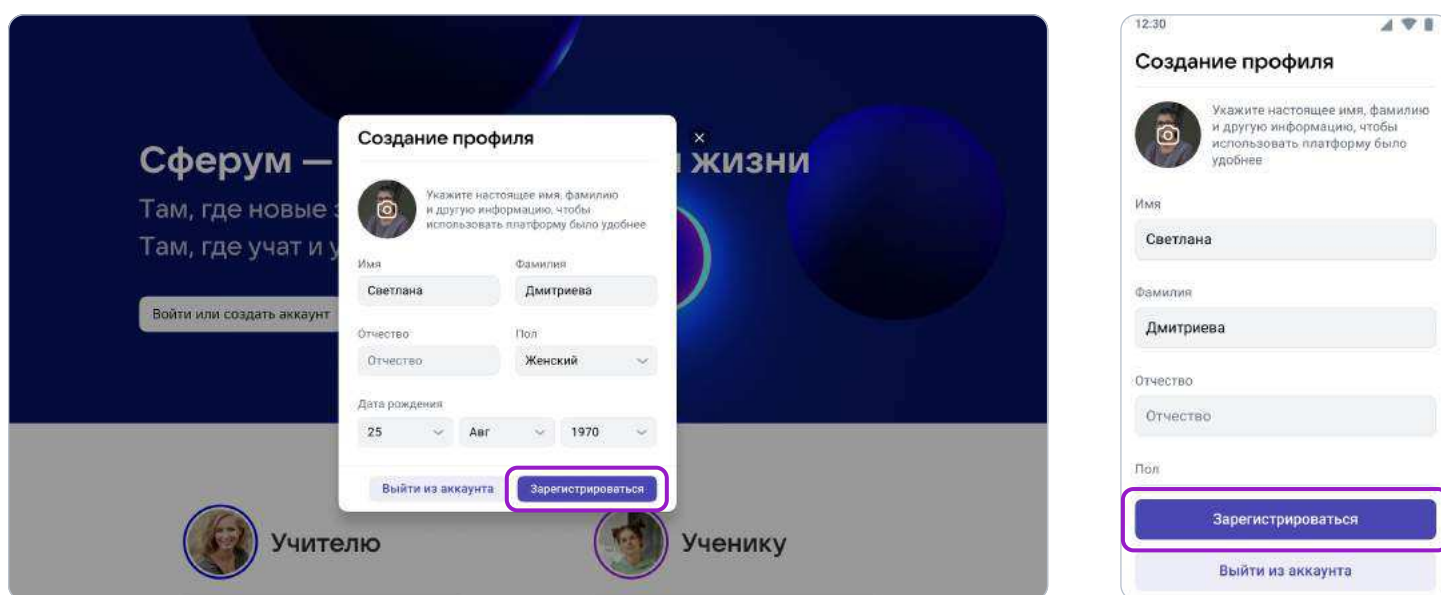 Сферум —
жизни
Там, где новые
Там, где учат и у
Войти или создать аккаунт
Создание профиля
Укажите настоящее имя, фамилию
и другую информацию, чтобы
использовать платформу было удобнее
Имя
Фамилия
Светлана
Дмитриева
Отчество
Пол
Отчество
Женский
Дата рождения
25
Авг
1970
Выйти из аккаунта
Зарегистрироваться
Учителю
Ученику
12:30
Создание профиля
Укажите настоящее имя, фамилию
и другую информацию, чтобы
использовать платформу было
удобнее
Имя
Светлана
Фамилия
Дмитриева
Отчество
Отчество
Пол
Зарегистрироваться
Выйти из аккаунта